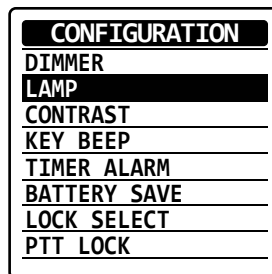 CONFIGURATION
DIMMER
LAMP
CONTRAST
KEY BEEP
TIMER ALARM
BATTERY SAVE
LOCK SELECT
PTT LOCK